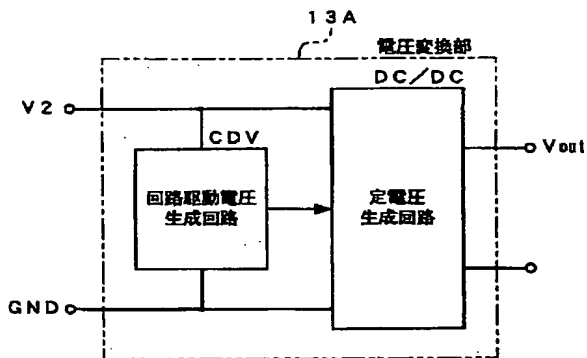 13A
電圧変換部
DC/DC
V2
CDV
Vout
回路駆動電圧
生成回路
定電圧
生成回路
GND